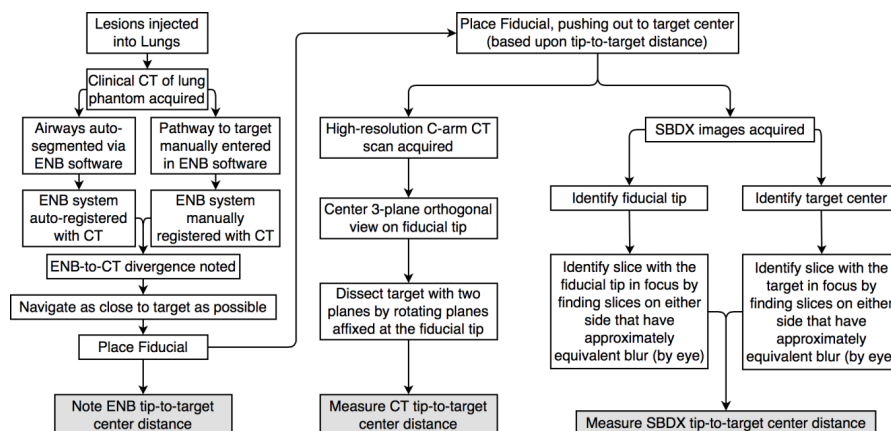 Lesions injected
into Lungs
Clinical CT of lung
phantom acquired
Airways auto-
segmented via
ENB software
Pathway to target
manually entered
in ENB software
ENB system
auto-registered
with CT
ENB system
manually
registered with CT
ENB-to-CT divergence noted
Navigate as close to target as possible
Place Fiducial
Note ENB tip-to-target
center distance
Place Fiducial, pushing out to target center
(based upon tip-to-target distance)
High-resolution C-arm CT
scan acquired
Center 3-plane orthogonal
view on fiducial tip
Dissect target with two
planes by rotating planes
affixed at the fiducial tip
Measure CT tip-to-target
center distance
SBDX images acquired
Identify fiducial tip
Identify target center
Identify slice with the
fiducial tip in focus by
finding slices on either
side that have
approximately
equivalent blur (by eye)
Identify slice with the
target in focus by
finding slices on either
side that have
approximately
equivalent blur (by eye)
Measure SBDX tip-to-target center distance